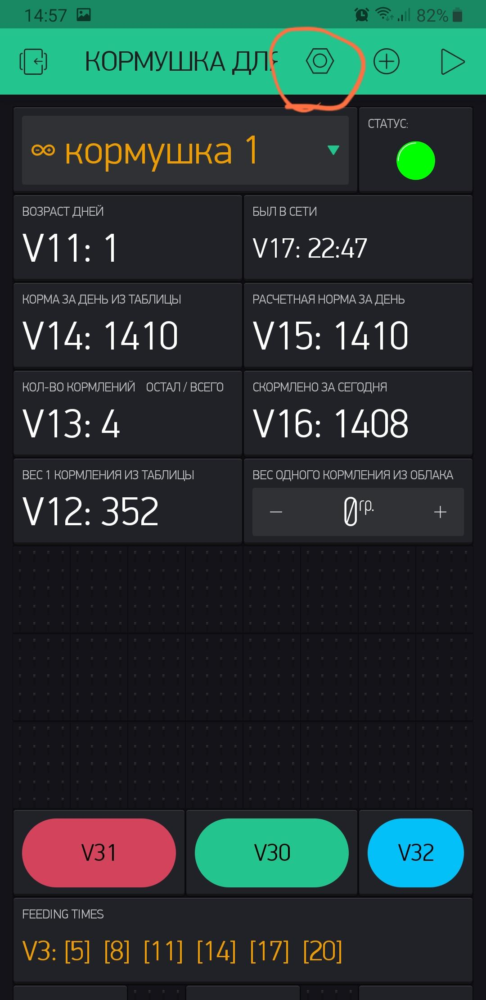 14:57 82%
КОРМУШКА ДЛЯ
кормушка 1
СТАТУС:
ВОЗРАСТ ДНЕЙ
V11: 1
БЫЛ В СЕТИ
V17: 22:47
КОРМА ЗА ДЕНЬ ИЗ ТАБЛИЦЫ
V14: 1410
РАСЧЕТНАЯ НОРМА ЗА ДЕНЬ
V15: 1410
КОЛ-ВО КОРМЛЕНИЙ ОСТАЛ / ВСЕГО
V13: 4
СКОРМЛЕНО ЗА СЕГОДНЯ
V16: 1408
ВЕС 1 КОРМЛЕНИЯ ИЗ ТАБЛИЦЫ
V12: 352
ВЕС ОДНОГО КОРМЛЕНИЯ ИЗ ОБЛАКА
– 0гр. +
V31
V30
V32
FEEDING TIMES
V3: [5] [8] [11] [14] [17] [20]